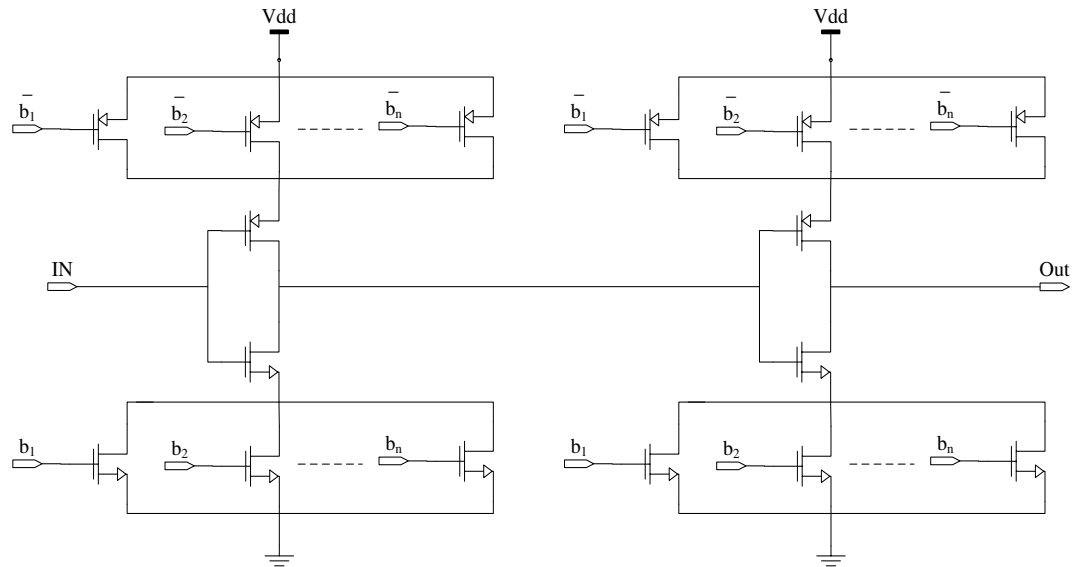 Vdd Vdd
b̅₁ b̅₂ b̅ₙ b̅₁ b̅₂ b̅ₙ
IN Out
b₁ b₂ bₙ b₁ b₂ bₙ